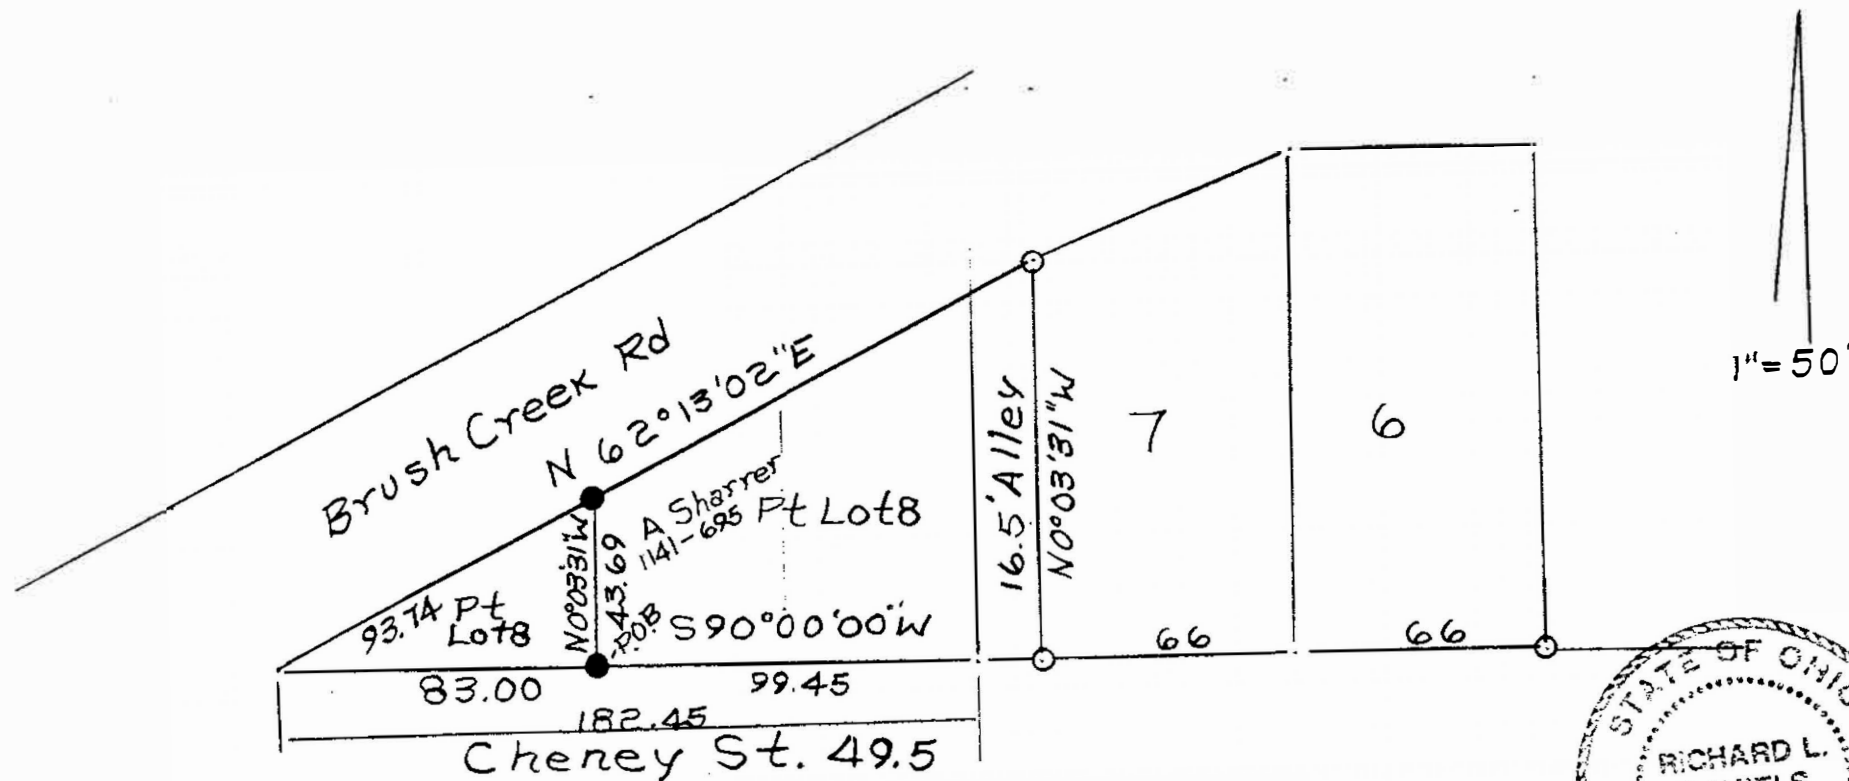 Brush Creek Rd
N 62°13'02"E
1"=50'
16.5' Alley
N0°03'31"W
7
6
A Sharrer
1141-695
Pt Lot8
N0°03'31"W
43.69
93.74
Pt
Lot8
P.O.B
S90°00'00"W
66
66
83.00
99.45
182.45
Cheney St. 49.5
STATE OF OHIO
RICHARD L.